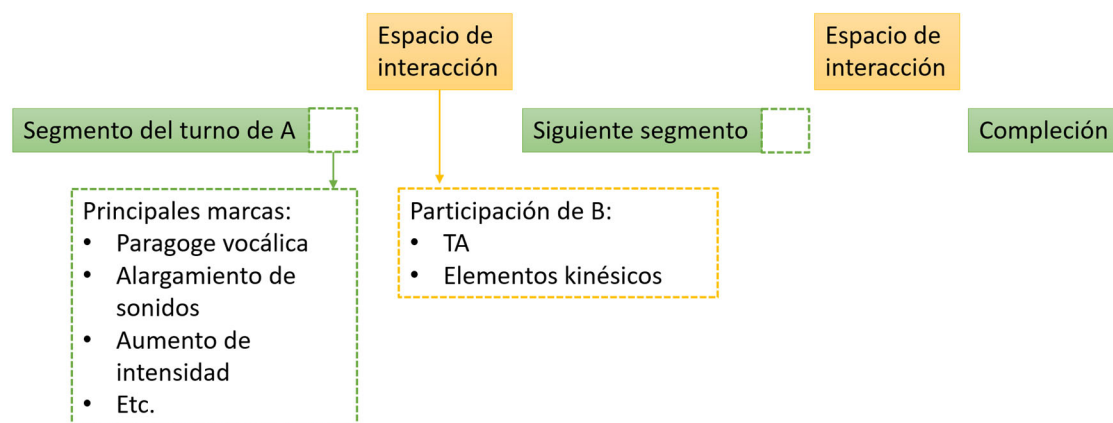 Espacio de
interacción
Espacio de
interacción
Segmento del turno de A
Siguiente segmento
Compleción
Principales marcas:
• Paragoge vocálica
• Alargamiento de
sonidos
• Aumento de
intensidad
• Etc.
Participación de B:
• TA
• Elementos kinésicos